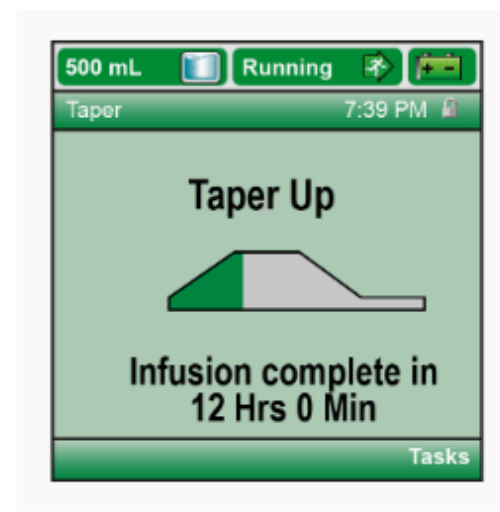 500 mL Running
Taper 7:39 PM
Taper Up
Infusion complete in
12 Hrs 0 Min
Tasks